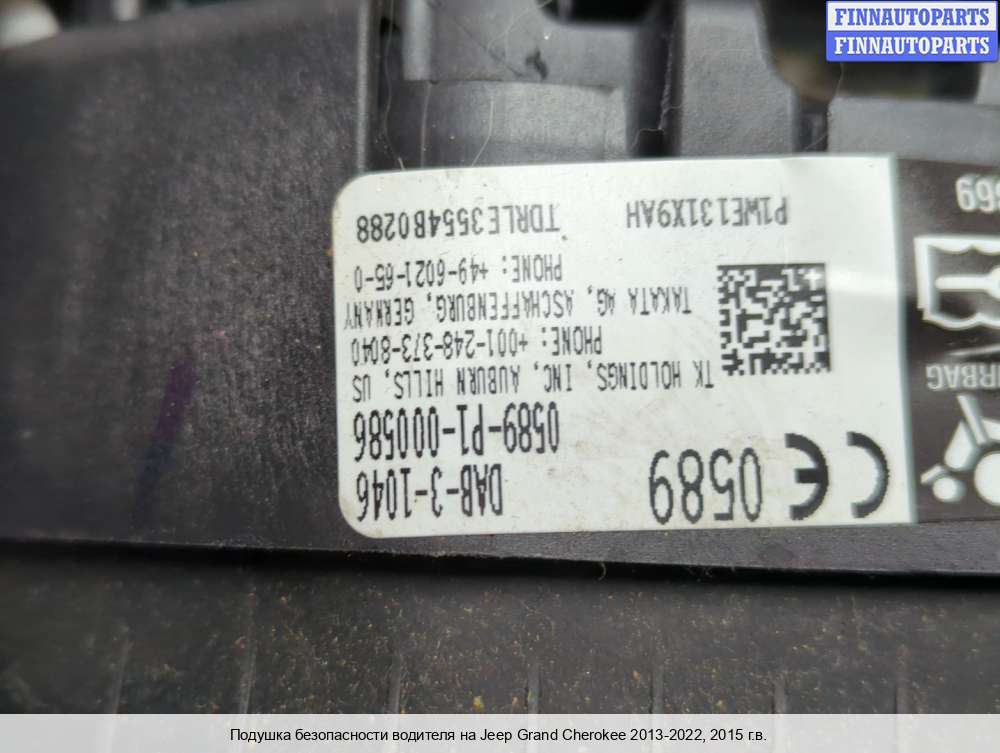 FINNAUTOPARTS
FINNAUTOPARTS
CE 0589
DAB-3-1046
0589-P1-000586
TK HOLDINGS, INC, AUBURN HILLS, US
PHONE: +001-248-373-8040
TAKATA AG, ASCHAFFENBURG, GERMANY
PHONE: +49-6021-65-0
P1WE131X9AH TDRLE3554B0288
Подушка безопасности водителя на Jeep Grand Cherokee 2013-2022, 2015 г.в.